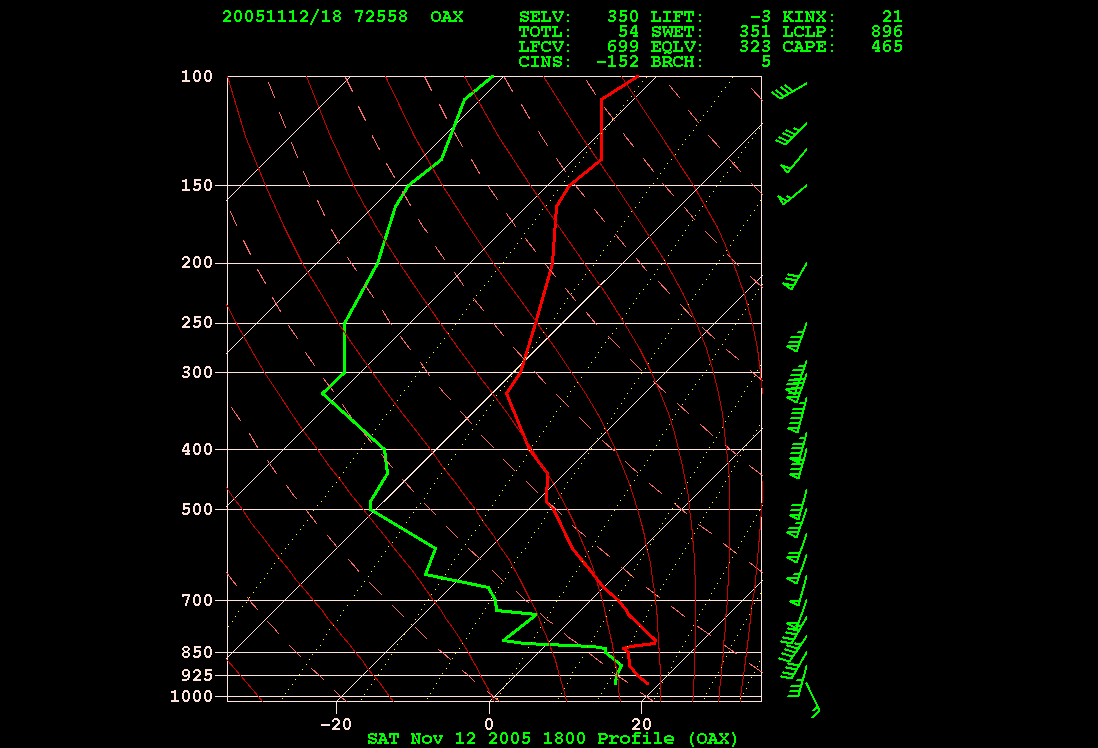 20051112/18 72558 OAX SELV: 350 LIFT: -3 KINX: 21
TOTL: 54 SWET: 351 LCLP: 896
LFCV: 699 EQLV: 323 CAPE: 465
CINS: -152 BRCH: 5
100
150
200
250
300
400
500
700
850
925
1000
-20 0 20
SAT Nov 12 2005 1800 Profile (OAX)